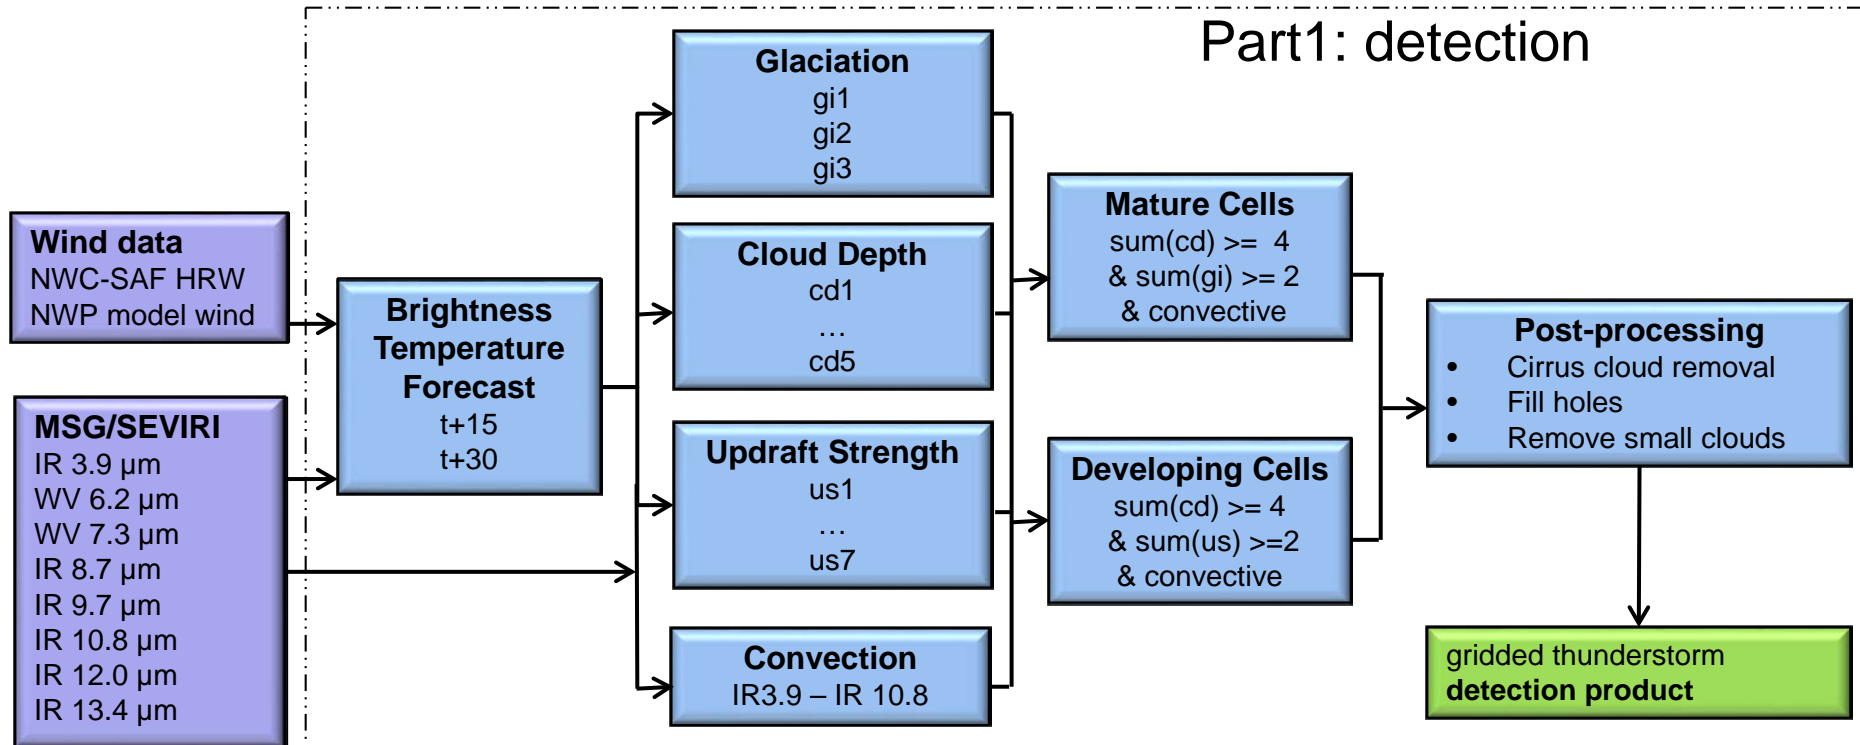 Part1: detection
Wind data
NWC-SAF HRW
NWP model wind
MSG/SEVIRI
IR 3.9 µm
WV 6.2 µm
WV 7.3 µm
IR 8.7 µm
IR 9.7 µm
IR 10.8 µm
IR 12.0 µm
IR 13.4 µm
Brightness
Temperature
Forecast
t+15
t+30
Glaciation
gi1
gi2
gi3
Cloud Depth
cd1
…
cd5
Updraft Strength
us1
…
us7
Convection
IR3.9 – IR 10.8
Mature Cells
sum(cd) >= 4
& sum(gi) >= 2
& convective
Developing Cells
sum(cd) >= 4
& sum(us) >=2
& convective
Post-processing
• Cirrus cloud removal
• Fill holes
• Remove small clouds
gridded thunderstorm
detection product